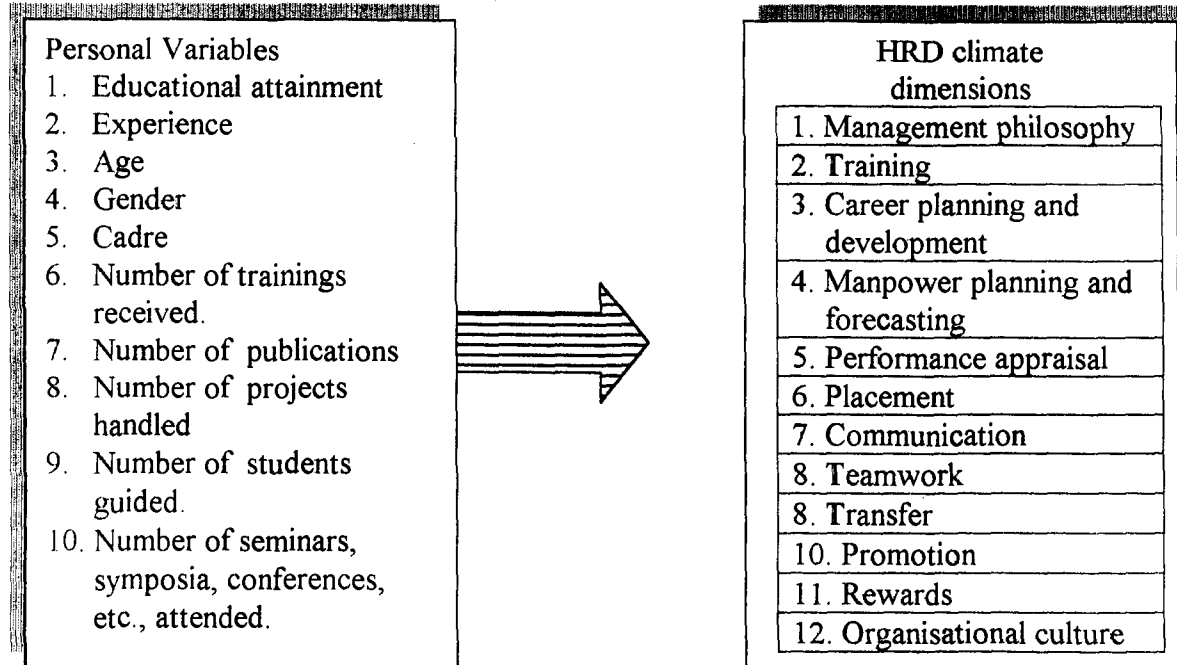 Personal Variables
1. Educational attainment
2. Experience
3. Age
4. Gender
5. Cadre
6. Number of trainings
received.
7. Number of publications
8. Number of projects
handled
9. Number of students
guided.
10. Number of seminars,
symposia, conferences,
etc., attended.
HRD climate
dimensions
1. Management philosophy
2. Training
3. Career planning and
development
4. Manpower planning and
forecasting
5. Performance appraisal
6. Placement
7. Communication
8. Teamwork
8. Transfer
10. Promotion
11. Rewards
12. Organisational culture